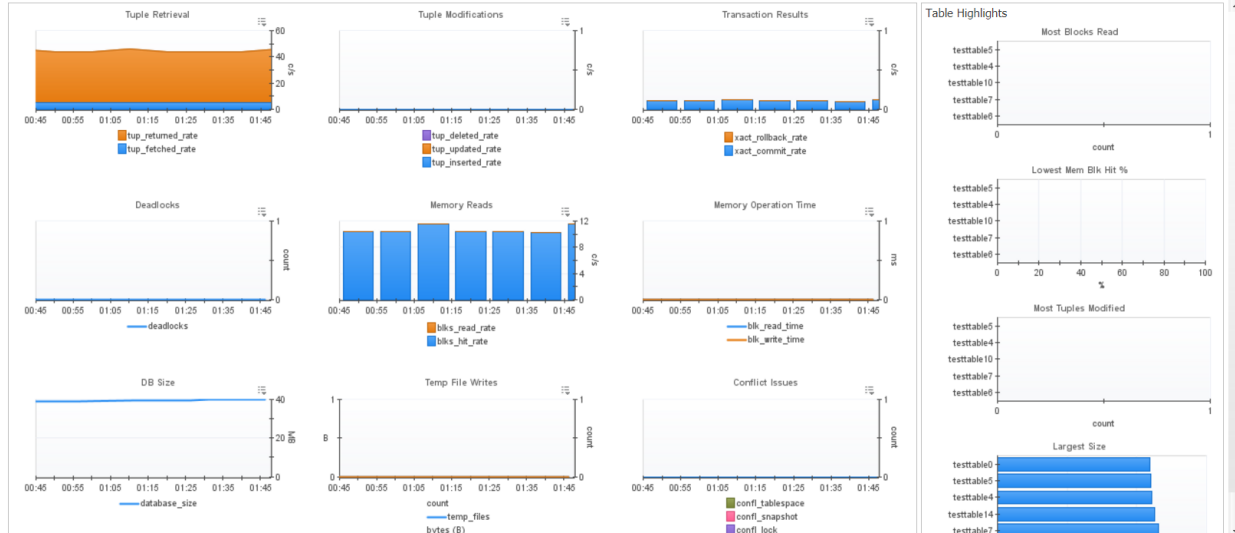 Tuple Retrieval
60
40
20
0
c/s
00:45 00:55 01:05 01:15 01:25 01:35 01:45
tup_returned_rate
tup_fetched_rate
Tuple Modifications
1
0
c/s
00:45 00:55 01:05 01:15 01:25 01:35 01:45
tup_deleted_rate
tup_updated_rate
tup_inserted_rate
Transaction Results
1
0
c/s
00:45 00:55 01:05 01:15 01:25 01:35 01:45
xact_rollback_rate
xact_commit_rate
Deadlocks
1
0
count
00:45 00:55 01:05 01:15 01:25 01:35 01:45
deadlocks
Memory Reads
12
8
4
0
c/s
00:45 00:55 01:05 01:15 01:25 01:35 01:45
blks_read_rate
blks_hit_rate
Memory Operation Time
1
0
ms
00:45 00:55 01:05 01:15 01:25 01:35 01:45
blk_read_time
blk_write_time
DB Size
40
20
0
MB
00:45 00:55 01:05 01:15 01:25 01:35 01:45
database_size
Temp File Writes
1
B
0
1
0
count
00:45 00:55 01:05 01:15 01:25 01:35 01:45
count
temp_files
bytes (B)
Conflict Issues
1
0
count
00:45 00:55 01:05 01:15 01:25 01:35 01:45
confl_tablespace
confl_snapshot
confl_lock
Table Highlights
Most Blocks Read
testtable5
testtable4
testtable10
testtable7
testtable6
0 1
count
Lowest Mem Blk Hit %
testtable5
testtable4
testtable10
testtable7
testtable6
0 20 40 60 80 100
%
Most Tuples Modified
testtable5
testtable4
testtable10
testtable7
testtable6
0 1
count
Largest Size
testtable0
testtable5
testtable4
testtable14
testtable7